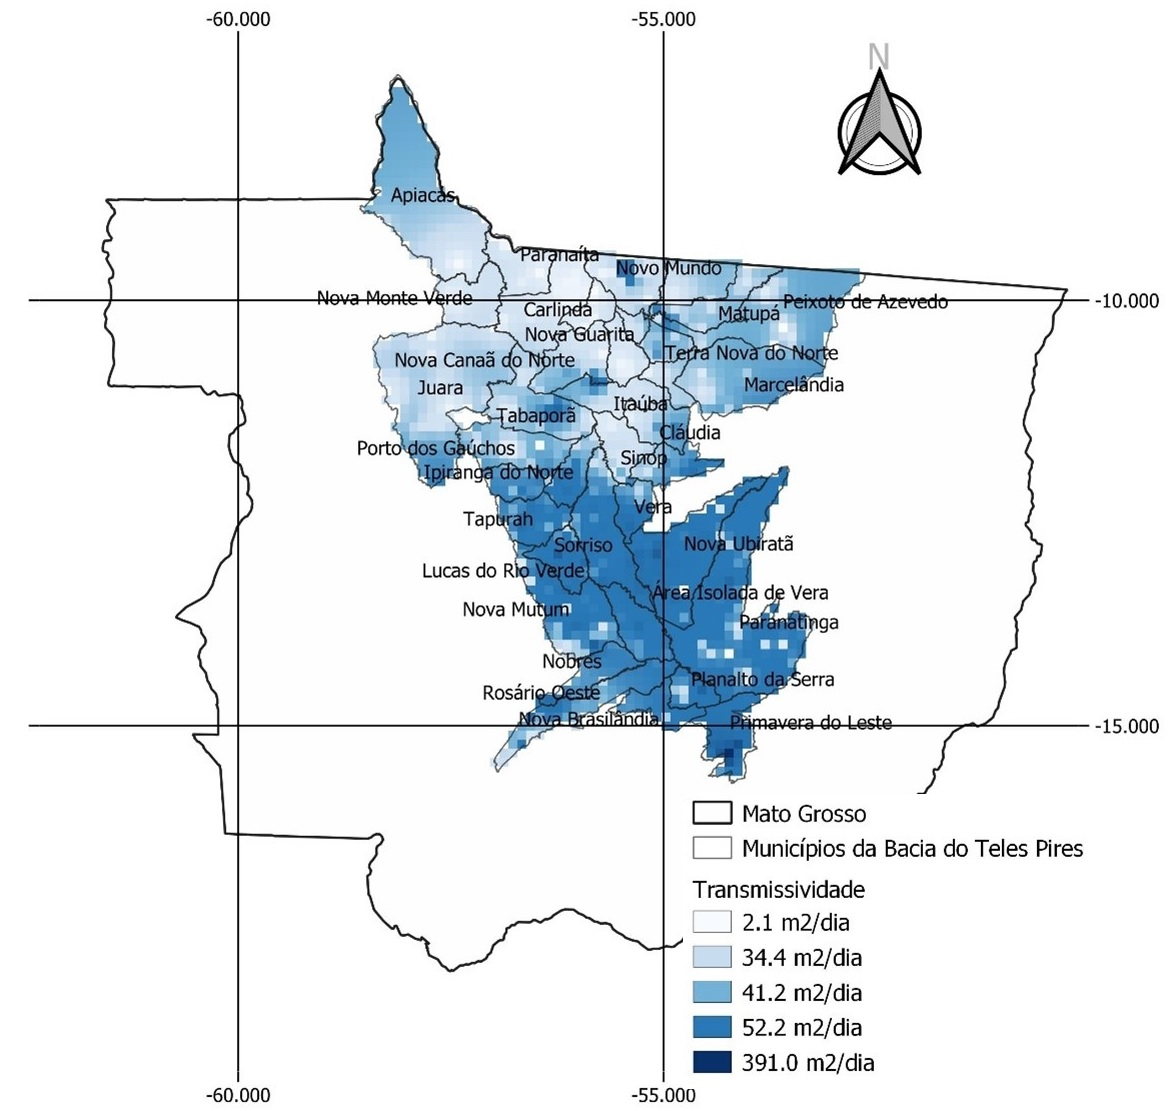 -60.000
-55.000
N
Apiacás
Paranaíta
Novo Mundo
Nova Monte Verde
-10.000
Peixoto de Azevedo
Carlinda
Matupá
Nova Guarita
Terra Nova do Norte
Nova Canaã do Norte
Juara
Marcelândia
Itaúba
Tabaporã
Cláudia
Porto dos Gaúchos
Sinop
Ipiranga do Norte
Vera
Tapurah
Sorriso
Nova Ubiratã
Lucas do Rio Verde
Área Isolada de Vera
Nova Mutum
Paranatinga
Nobres
Planalto da Serra
Rosário Oeste
Nova Brasilândia
Primavera do Leste
-15.000
Mato Grosso
Municípios da Bacia do Teles Pires
Transmissividade
2.1 m2/dia
34.4 m2/dia
41.2 m2/dia
52.2 m2/dia
391.0 m2/dia
-60.000
-55.000